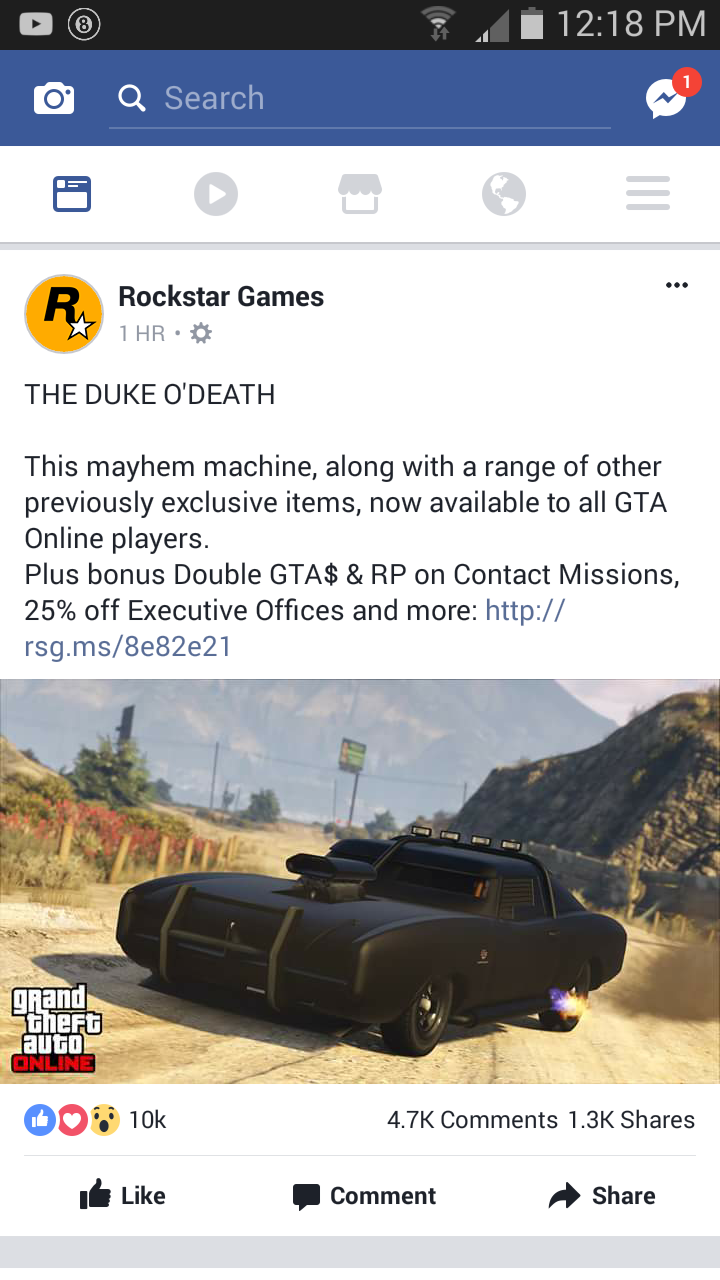 8
12:18 PM
Search
1
R
Rockstar Games
1 HR •
THE DUKE O'DEATH
This mayhem machine, along with a range of other
previously exclusive items, now available to all GTA
Online players.
Plus bonus Double GTA$ & RP on Contact Missions,
25% off Executive Offices and more: http://
rsg.ms/8e82e21
grand
theft
auto
ONLINE
10k
4.7K Comments 1.3K Shares
Like
Comment
Share